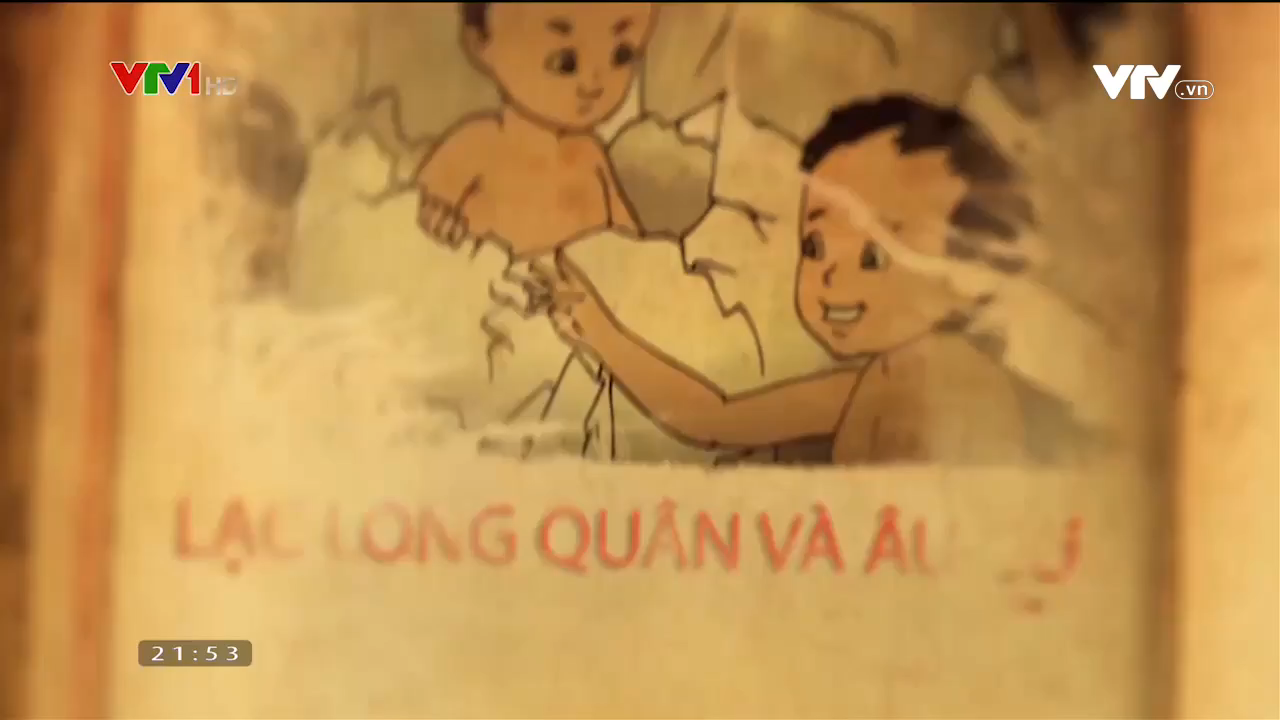 VTV1 HD
VTV.vn
LẠC LONG QUÂN VÀ ÂU
21:53